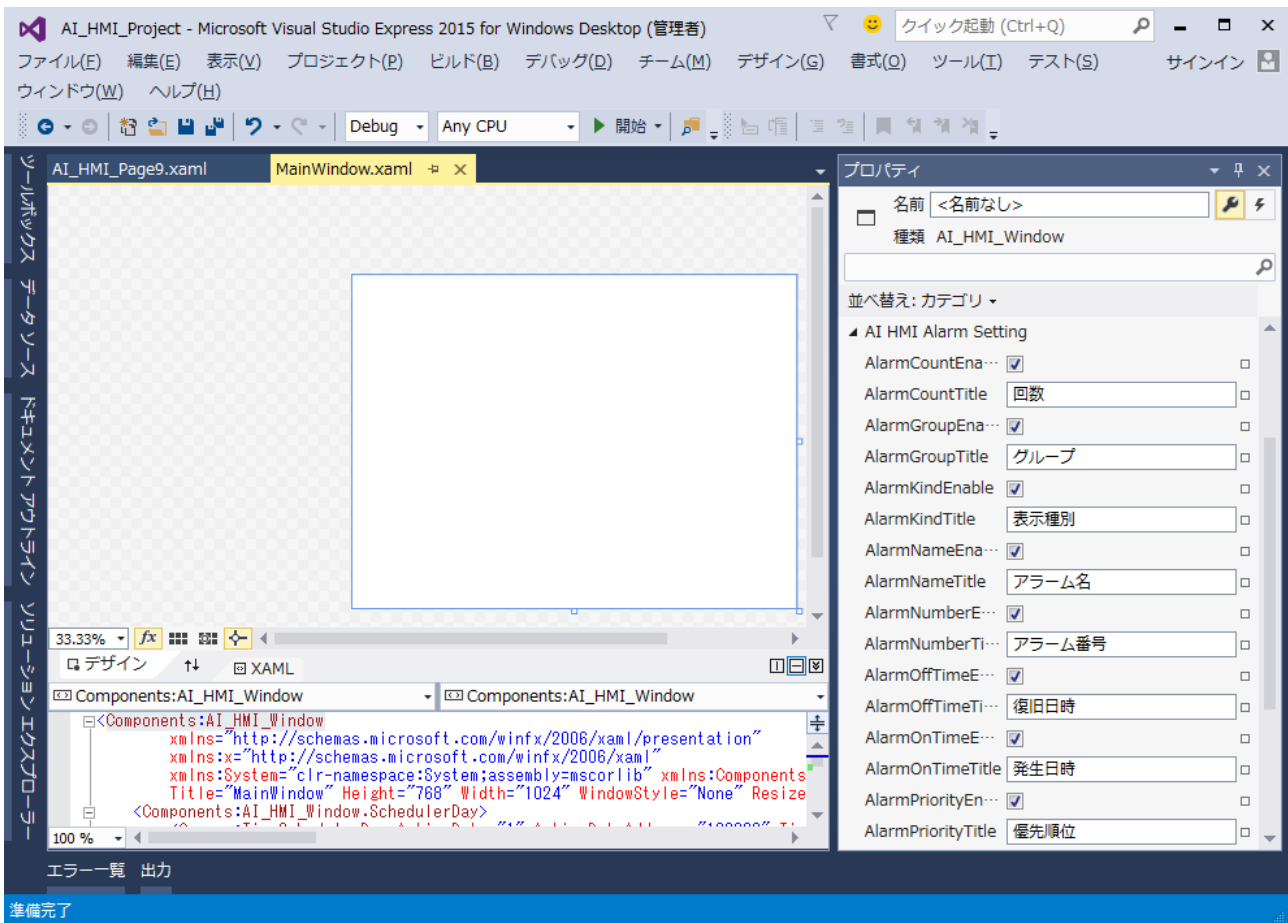 AI_HMI_Project - Microsoft Visual Studio Express 2015 for Windows Desktop (管理者)
クイック起動 (Ctrl+Q)
ファイル(F) 編集(E) 表示(V) プロジェクト(P) ビルド(B) デバッグ(D) チーム(M) デザイン(G) 書式(O) ツール(T) テスト(S) サインイン
ウィンドウ(W) ヘルプ(H)
Debug Any CPU 開始
ツールボックス
データ ソース
ドキュメント アウトライン
ソリューション エクスプローラー
AI_HMI_Page9.xaml MainWindow.xaml
33.33% fx
デザイン XAML
Components:AI_HMI_Window Components:AI_HMI_Window
<Components:AI_HMI_Window
xmlns="http://schemas.microsoft.com/winfx/2006/xaml/presentation"
xmlns:x="http://schemas.microsoft.com/winfx/2006/xaml"
xmlns:System="clr-namespace:System;assembly=mscorlib" xmlns:Components
Title="MainWindow" Height="768" Width="1024" WindowStyle="None" Resize
<Components:AI_HMI_Window.SchedulerDay>
100 %
プロパティ
名前 <名前なし>
種類 AI_HMI_Window
並べ替え: カテゴリ
AI HMI Alarm Setting
AlarmCountEna…
AlarmCountTitle 回数
AlarmGroupEna…
AlarmGroupTitle グループ
AlarmKindEnable
AlarmKindTitle 表示種別
AlarmNameEna…
AlarmNameTitle アラーム名
AlarmNumberE…
AlarmNumberTi… アラーム番号
AlarmOffTimeE…
AlarmOffTimeTi… 復旧日時
AlarmOnTimeE…
AlarmOnTimeTitle 発生日時
AlarmPriorityEn…
AlarmPriorityTitle 優先順位
エラー一覧 出力
準備完了